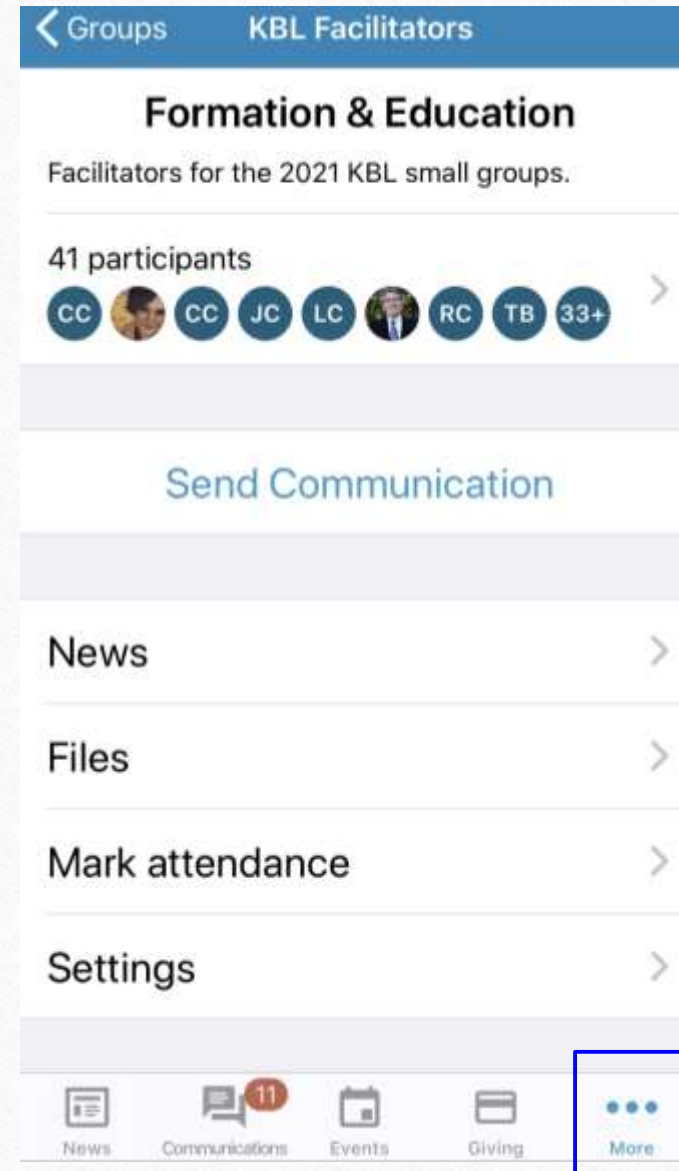 Groups KBL Facilitators
Formation & Education
Facilitators for the 2021 KBL small groups.
41 participants
CC CC JC LC RC TB 33+
Send Communication
News
Files
Mark attendance
Settings
11
News Communications Events Giving More